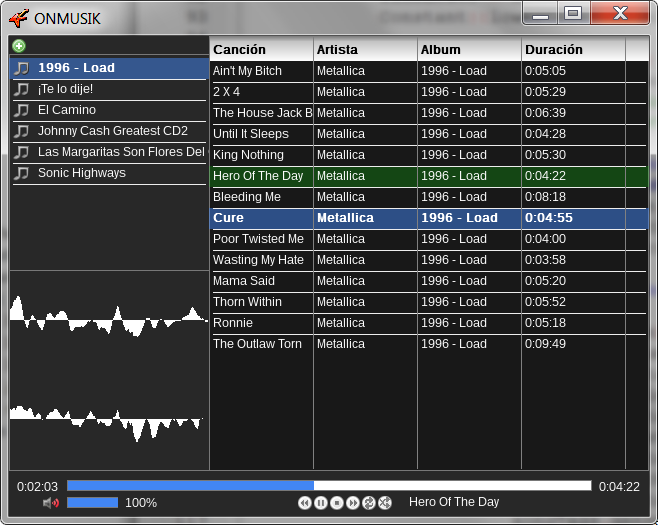 ONMUSIK
1996 - Load
¡Te lo dije!
El Camino
Johnny Cash Greatest CD2
Las Margaritas Son Flores Del
Sonic Highways
Canción Artista Album Duración
Ain't My Bitch Metallica 1996 - Load 0:05:05
2 X 4 Metallica 1996 - Load 0:05:29
The House Jack B Metallica 1996 - Load 0:06:39
Until It Sleeps Metallica 1996 - Load 0:04:28
King Nothing Metallica 1996 - Load 0:05:30
Hero Of The Day Metallica 1996 - Load 0:04:22
Bleeding Me Metallica 1996 - Load 0:08:18
Cure Metallica 1996 - Load 0:04:55
Poor Twisted Me Metallica 1996 - Load 0:04:00
Wasting My Hate Metallica 1996 - Load 0:03:58
Mama Said Metallica 1996 - Load 0:05:20
Thorn Within Metallica 1996 - Load 0:05:52
Ronnie Metallica 1996 - Load 0:05:18
The Outlaw Torn Metallica 1996 - Load 0:09:49
0:02:03 0:04:22
100% Hero Of The Day